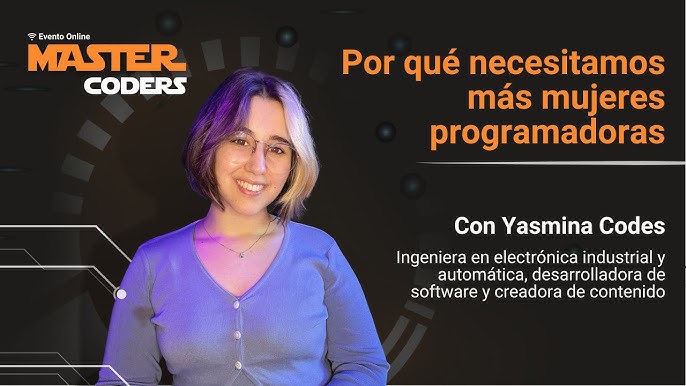 Evento Online
MASTER
CODERS
Por qué necesitamos
más mujeres
programadoras
Con Yasmina Codes
Ingeniera en electrónica industrial y
automática, desarrolladora de
software y creadora de contenido